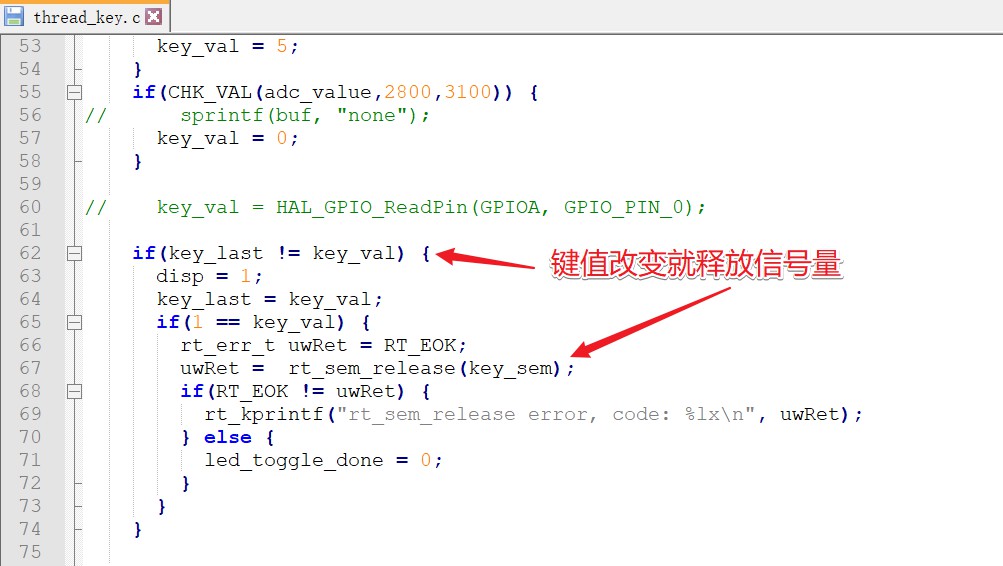 thread_key.c
53 key_val = 5;
54 }
55 if(CHK_VAL(adc_value,2800,3100)) {
56 // sprintf(buf, "none");
57 key_val = 0;
58 }
59
60 // key_val = HAL_GPIO_ReadPin(GPIOA, GPIO_PIN_0);
61
62 if(key_last != key_val) { 键值改变就释放信号量
63 disp = 1;
64 key_last = key_val;
65 if(1 == key_val) {
66 rt_err_t uwRet = RT_EOK;
67 uwRet =  rt_sem_release(key_sem);
68 if(RT_EOK != uwRet) {
69 rt_kprintf("rt_sem_release error, code: %lx\n", uwRet);
70 } else {
71 led_toggle_done = 0;
72 }
73 }
74 }
75